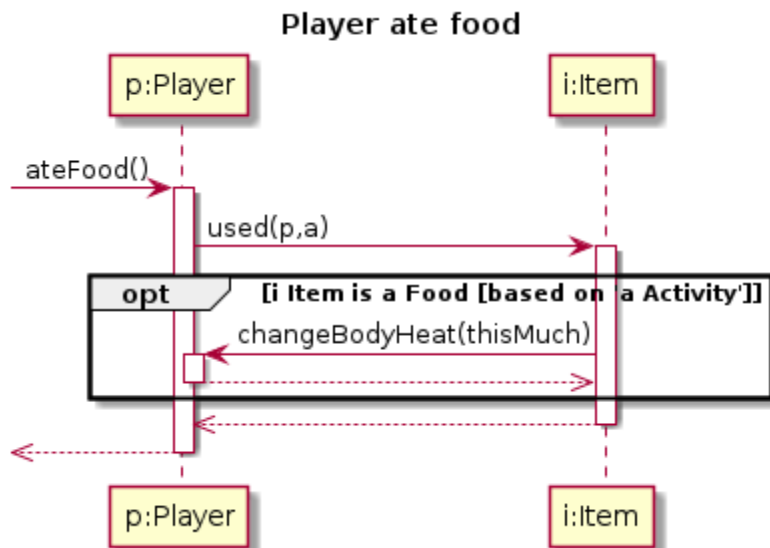 Player ate food
p:Player i:Item
ateFood()
used(p,a)
opt [i Item is a Food [based on 'a Activity']]
changeBodyHeat(thisMuch)
p:Player i:Item